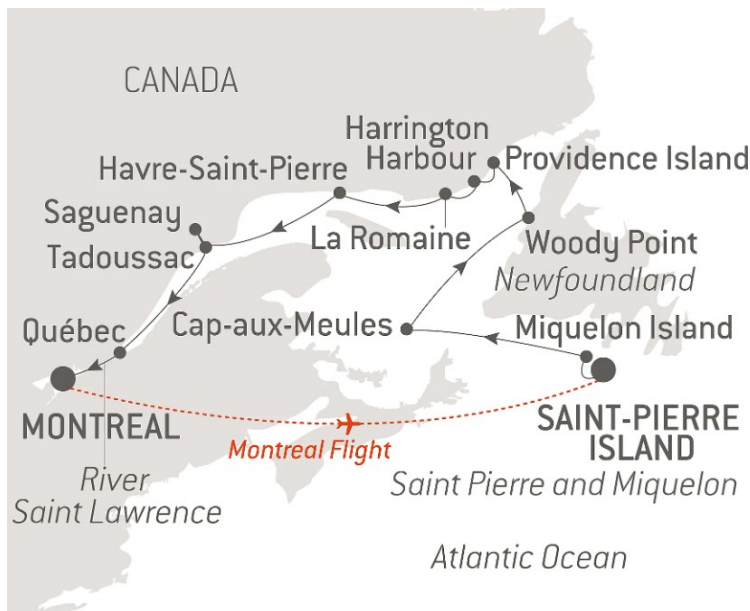 CANADA
Harrington
Harbour
Providence Island
Havre-Saint-Pierre
Saguenay
La Romaine
Woody Point
Tadoussac
Newfoundland
Québec
Cap-aux-Meules
Miquelon Island
MONTREAL
SAINT-PIERRE
ISLAND
Montreal Flight
River
Saint Lawrence
Saint Pierre and Miquelon
Atlantic Ocean